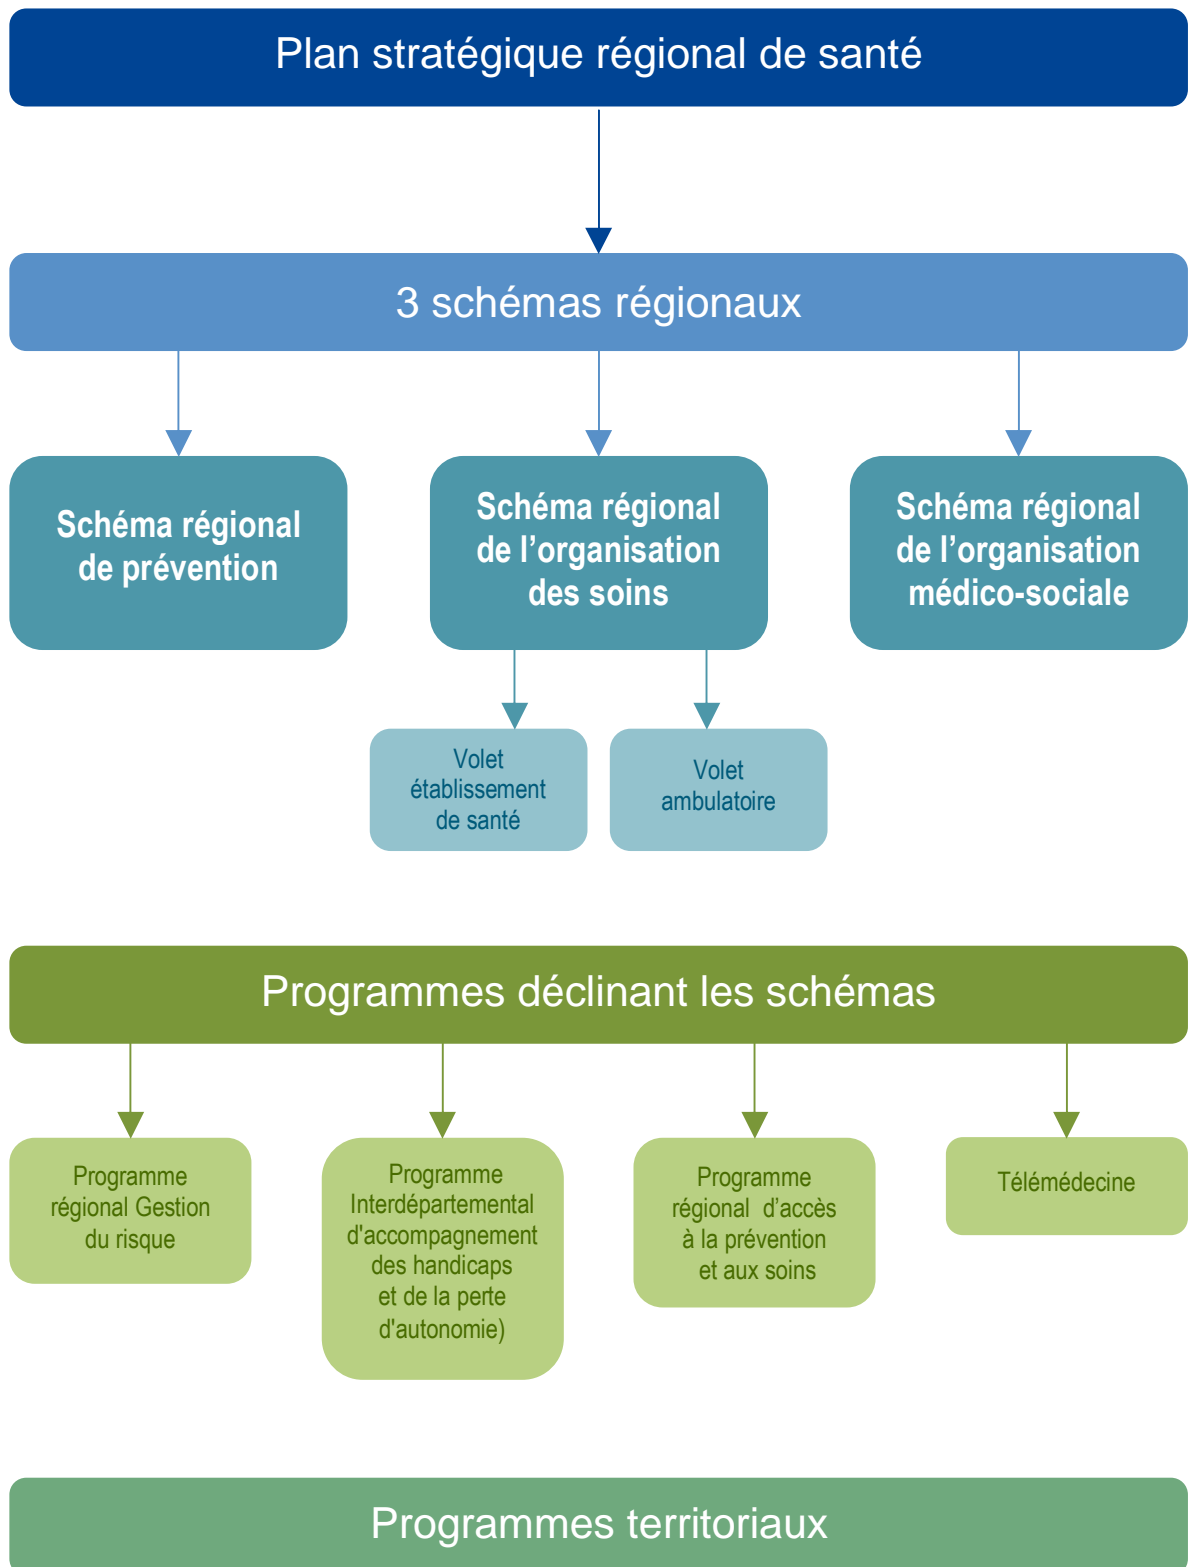 Plan stratégique régional de santé
3 schémas régionaux
Schéma régional
de prévention
Schéma régional
de l’organisation
des soins
Schéma régional
de l’organisation
médico-sociale
Volet
établissement
de santé
Volet
ambulatoire
Programmes déclinant les schémas
Programme
régional Gestion
du risque
Programme
Interdépartemental
d'accompagnement
des handicaps
et de la perte
d'autonomie)
Programme
régional d’accès
à la prévention
et aux soins
Télémédecine
Programmes territoriaux